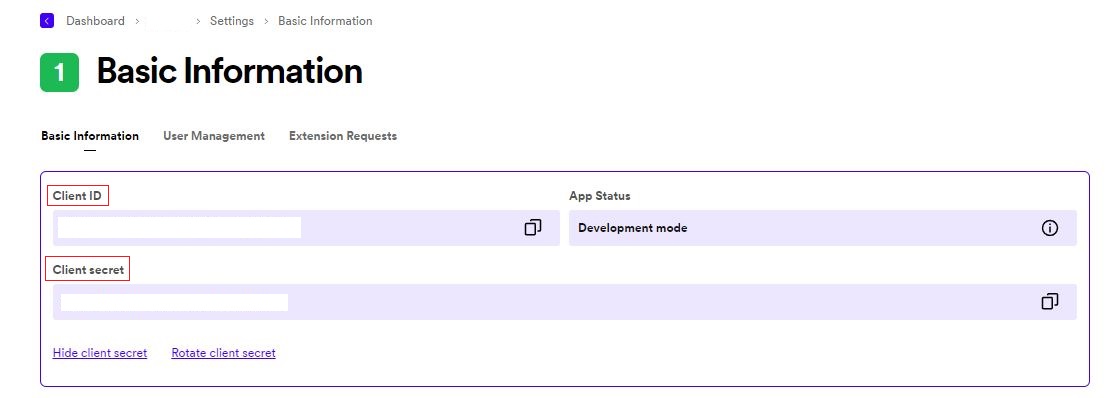 Dashboard > > Settings > Basic Information
1 Basic Information
Basic Information User Management Extension Requests
Client ID App Status
Development mode
Client secret
Hide client secret Rotate client secret